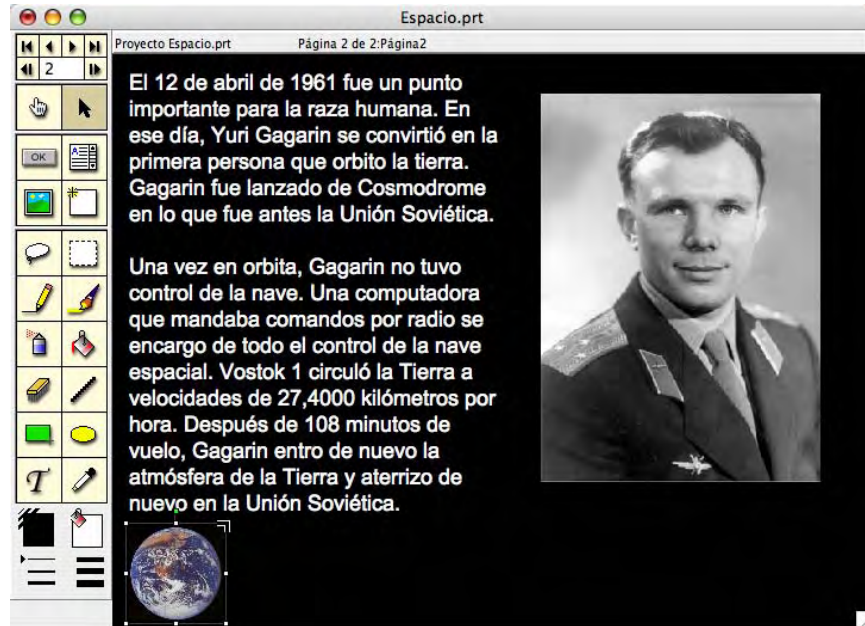 Espacio.prt
Proyecto Espacio.prt Página 2 de 2:Página2
2
OK
El 12 de abril de 1961 fue un punto
importante para la raza humana. En
ese día, Yuri Gagarin se convirtió en la
primera persona que orbito la tierra.
Gagarin fue lanzado de Cosmodrome
en lo que fue antes la Unión Soviética.
Una vez en orbita, Gagarin no tuvo
control de la nave. Una computadora
que mandaba comandos por radio se
encargo de todo el control de la nave
espacial. Vostok 1 circuló la Tierra a
velocidades de 27,4000 kilómetros por
hora. Después de 108 minutos de
vuelo, Gagarin entro de nuevo la
atmósfera de la Tierra y aterrizo de
nuevo en la Unión Soviética.
T